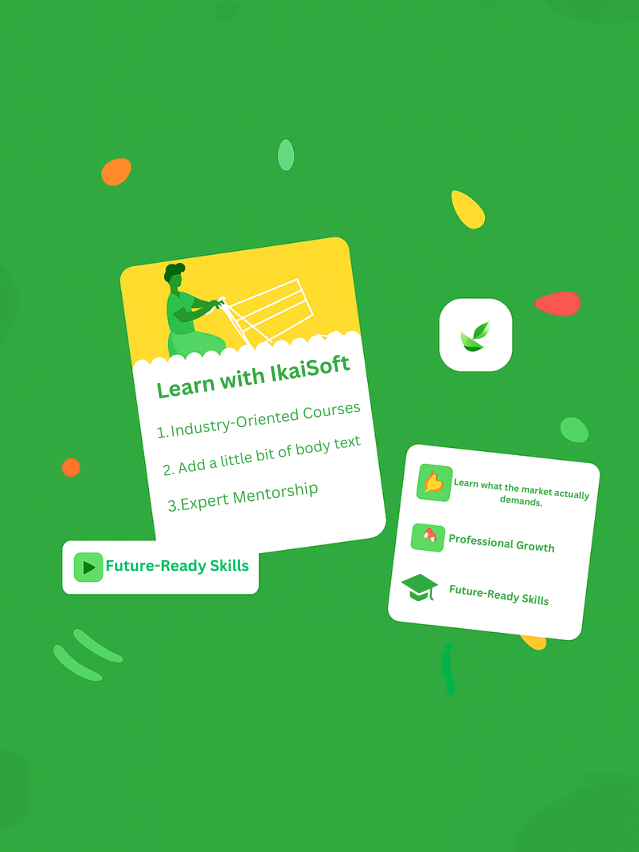 Learn with IkaiSoft
1.Industry-Oriented Courses
2. Add a little bit of body text
3.Expert Mentorship
Future-Ready Skills
Learn what the market actually
demands.
Professional Growth
Future-Ready Skills